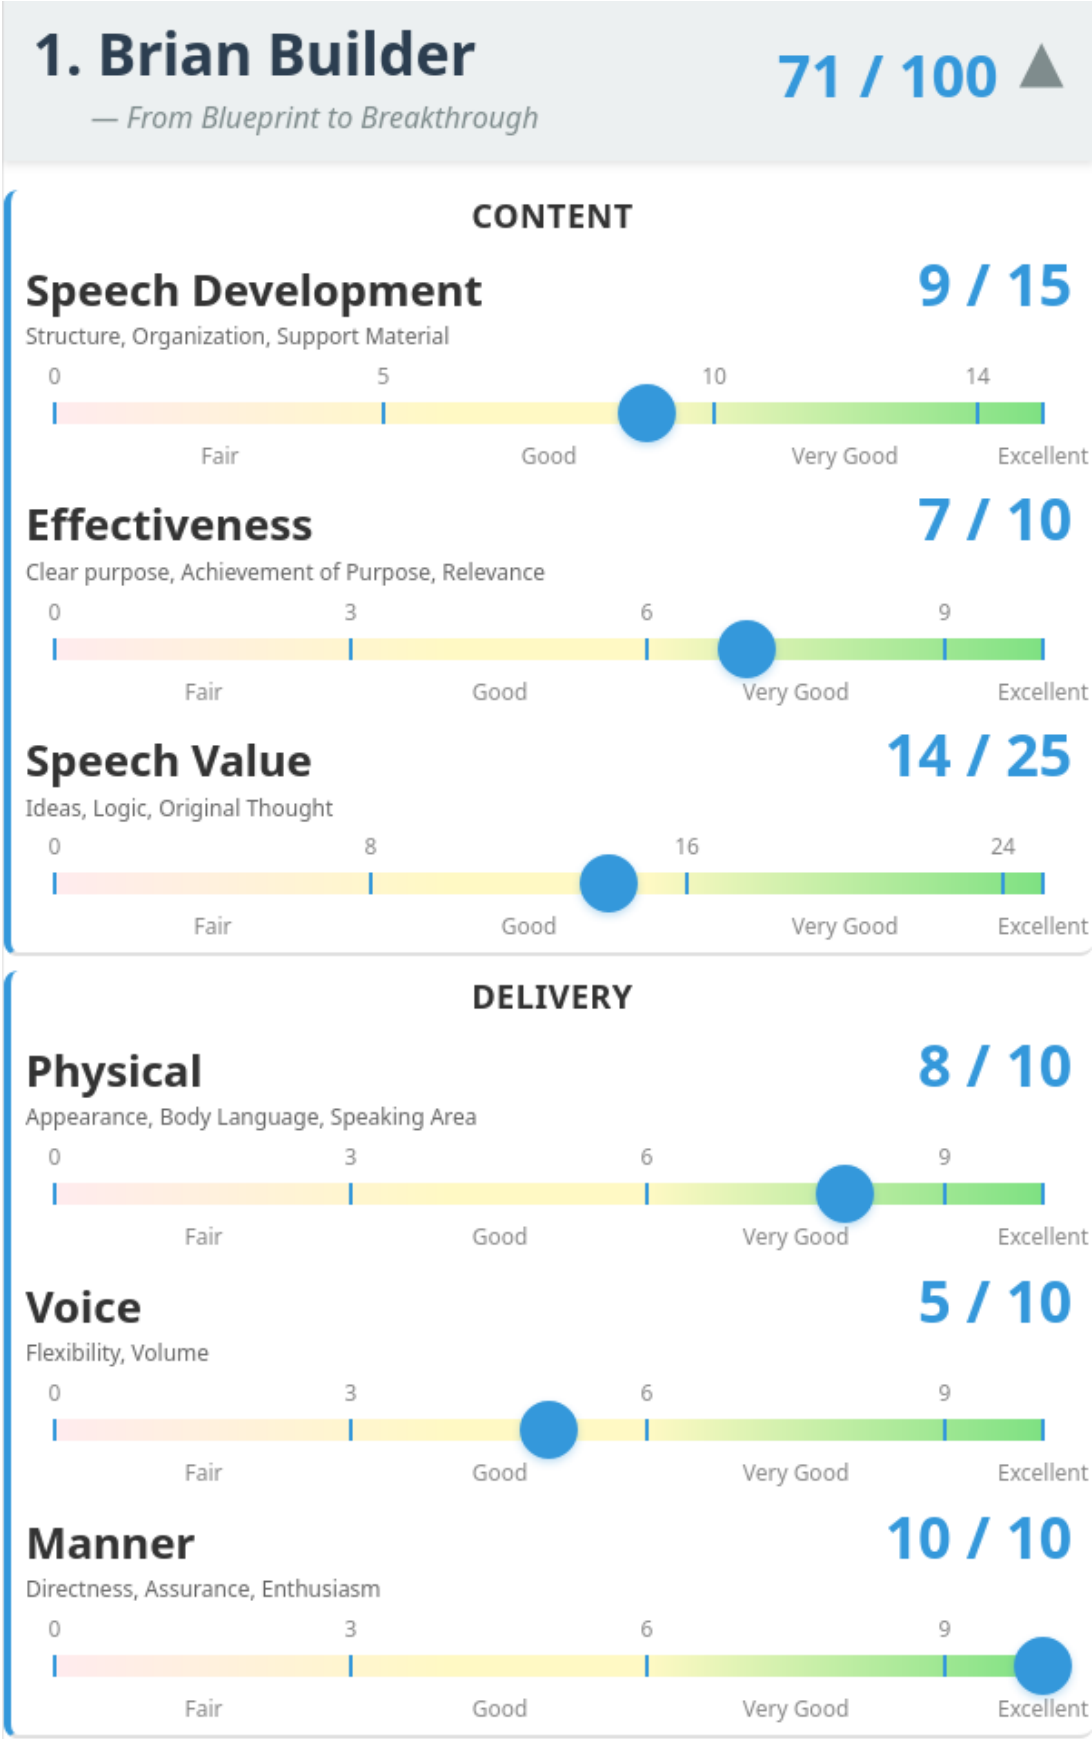 1. Brian Builder
71 / 100 ▲
— From Blueprint to Breakthrough
CONTENT
Speech Development
9 / 15
Structure, Organization, Support Material
0 5 10 14
Fair Good Very Good Excellent
Effectiveness
7 / 10
Clear purpose, Achievement of Purpose, Relevance
0 3 6 9
Fair Good Very Good Excellent
Speech Value
14 / 25
Ideas, Logic, Original Thought
0 8 16 24
Fair Good Very Good Excellent
DELIVERY
Physical
8 / 10
Appearance, Body Language, Speaking Area
0 3 6 9
Fair Good Very Good Excellent
Voice
5 / 10
Flexibility, Volume
0 3 6 9
Fair Good Very Good Excellent
Manner
10 / 10
Directness, Assurance, Enthusiasm
0 3 6 9
Fair Good Very Good Excellent